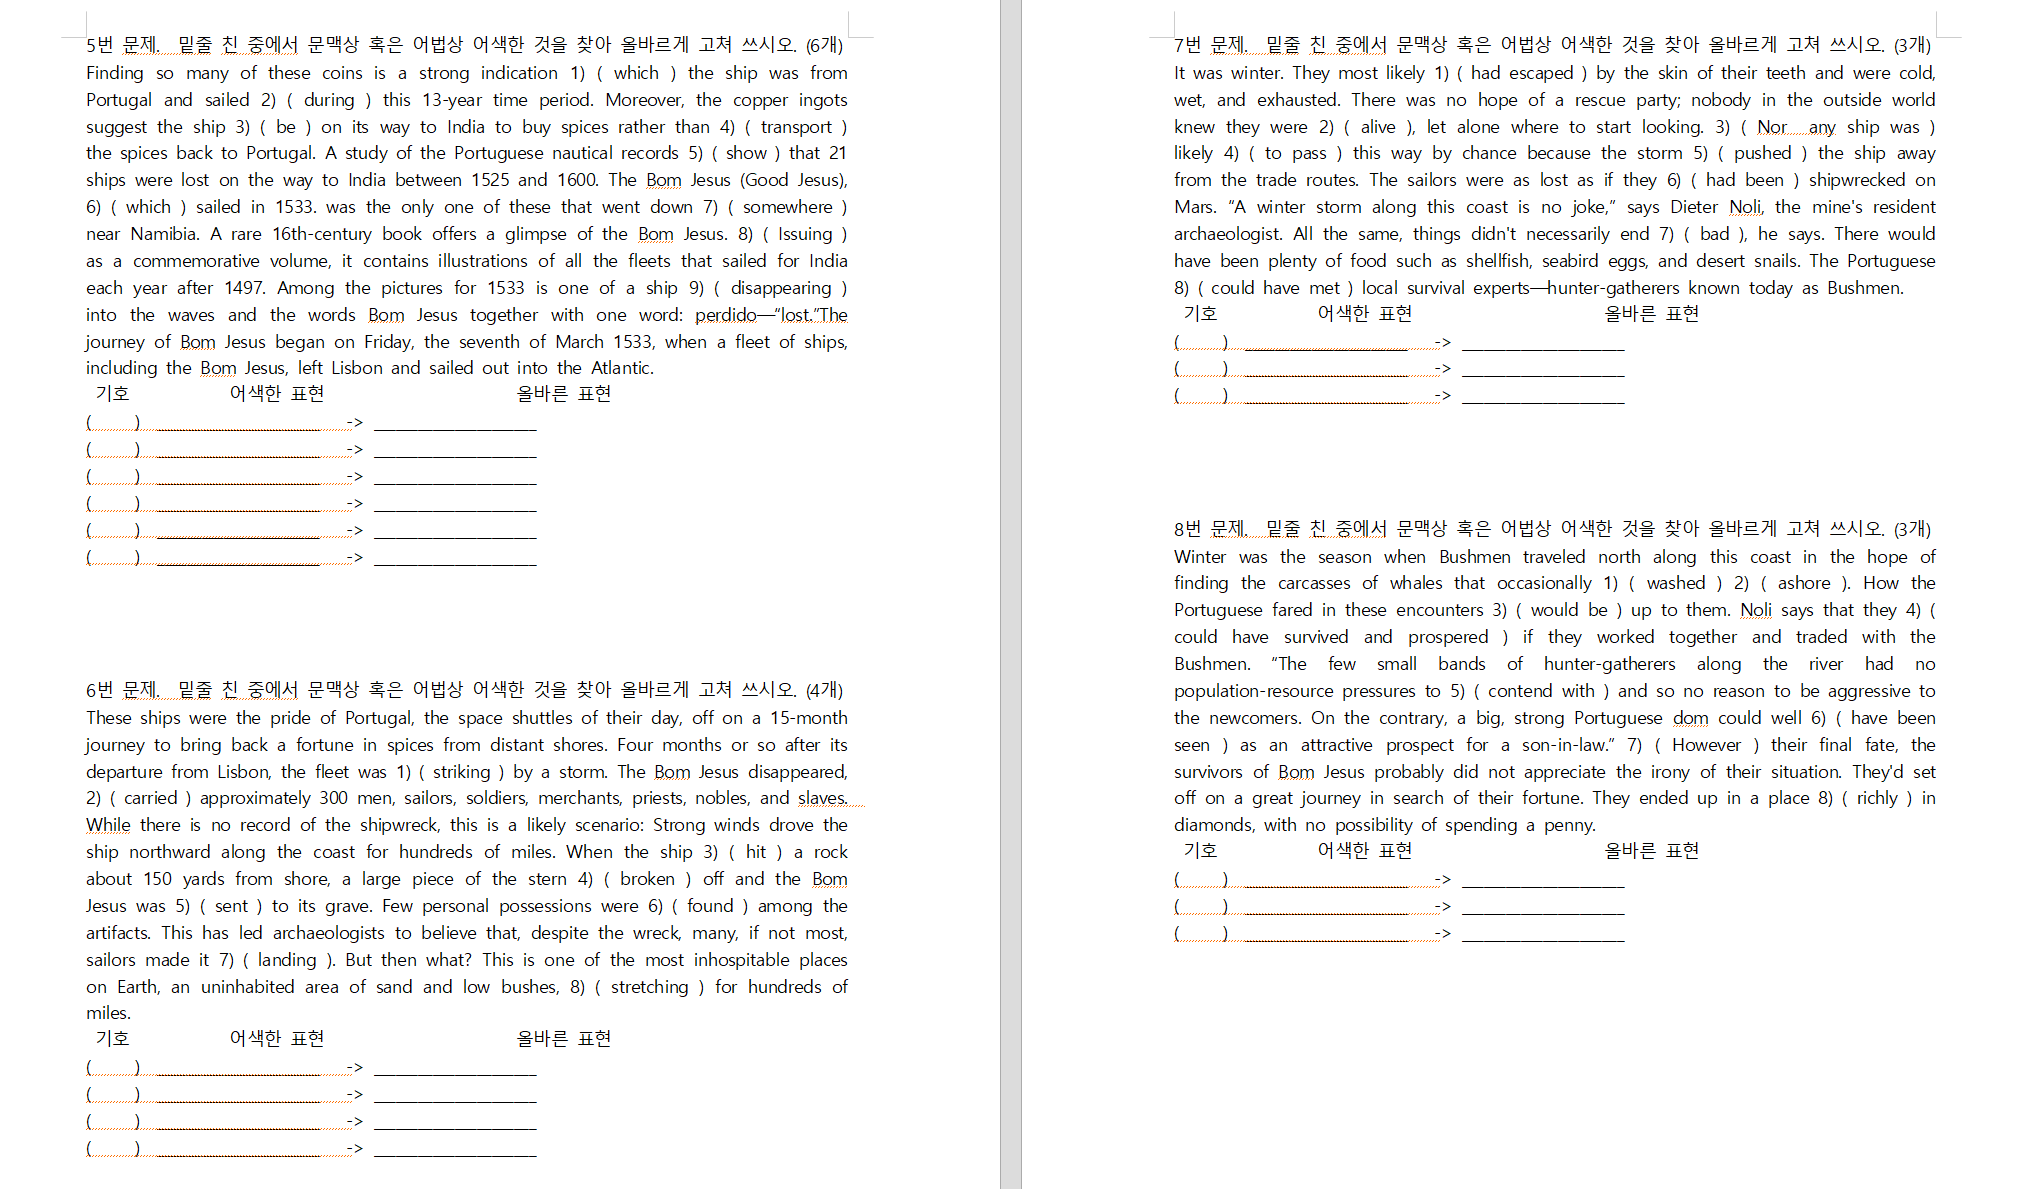 5번 문제. 밑줄 친 중에서 문맥상 혹은 어법상 어색한 것을 찾아 올바르게 고쳐 쓰시오. (6개)
Finding so many of these coins is a strong indication 1) ( which ) the ship was from
Portugal and sailed 2) ( during ) this 13-year time period. Moreover, the copper ingots
suggest the ship 3) ( be ) on its way to India to buy spices rather than 4) ( transport )
the spices back to Portugal. A study of the Portuguese nautical records 5) ( show ) that 21
ships were lost on the way to India between 1525 and 1600. The Bom Jesus (Good Jesus),
6) ( which ) sailed in 1533. was the only one of these that went down 7) ( somewhere )
near Namibia. A rare 16th-century book offers a glimpse of the Bom Jesus. 8) ( Issuing )
as a commemorative volume, it contains illustrations of all the fleets that sailed for India
each year after 1497. Among the pictures for 1533 is one of a ship 9) ( disappearing )
into the waves and the words Bom Jesus together with one word: perdido—“lost.”The
journey of Bom Jesus began on Friday, the seventh of March 1533, when a fleet of ships,
including the Bom Jesus, left Lisbon and sailed out into the Atlantic.
기호 어색한 표현 올바른 표현
( ) ____________________ -> ____________________
( ) ____________________ -> ____________________
( ) ____________________ -> ____________________
( ) ____________________ -> ____________________
( ) ____________________ -> ____________________
( ) ____________________ -> ____________________
6번 문제. 밑줄 친 중에서 문맥상 혹은 어법상 어색한 것을 찾아 올바르게 고쳐 쓰시오. (4개)
These ships were the pride of Portugal, the space shuttles of their day, off on a 15-month
journey to bring back a fortune in spices from distant shores. Four months or so after its
departure from Lisbon, the fleet was 1) ( striking ) by a storm. The Bom Jesus disappeared,
2) ( carried ) approximately 300 men, sailors, soldiers, merchants, priests, nobles, and slaves.
While there is no record of the shipwreck, this is a likely scenario: Strong winds drove the
ship northward along the coast for hundreds of miles. When the ship 3) ( hit ) a rock
about 150 yards from shore, a large piece of the stern 4) ( broken ) off and the Bom
Jesus was 5) ( sent ) to its grave. Few personal possessions were 6) ( found ) among the
artifacts. This has led archaeologists to believe that, despite the wreck, many, if not most,
sailors made it 7) ( landing ). But then what? This is one of the most inhospitable places
on Earth, an uninhabited area of sand and low bushes, 8) ( stretching ) for hundreds of
miles.
기호 어색한 표현 올바른 표현
( ) ____________________ -> ____________________
( ) ____________________ -> ____________________
( ) ____________________ -> ____________________
( ) ____________________ -> ____________________
7번 문제. 밑줄 친 중에서 문맥상 혹은 어법상 어색한 것을 찾아 올바르게 고쳐 쓰시오. (3개)
It was winter. They most likely 1) ( had escaped ) by the skin of their teeth and were cold,
wet, and exhausted. There was no hope of a rescue party; nobody in the outside world
knew they were 2) ( alive ), let alone where to start looking. 3) ( Nor any ship was )
likely 4) ( to pass ) this way by chance because the storm 5) ( pushed ) the ship away
from the trade routes. The sailors were as lost as if they 6) ( had been ) shipwrecked on
Mars. “A winter storm along this coast is no joke,” says Dieter Noli, the mine's resident
archaeologist. All the same, things didn't necessarily end 7) ( bad ), he says. There would
have been plenty of food such as shellfish, seabird eggs, and desert snails. The Portuguese
8) ( could have met ) local survival experts—hunter-gatherers known today as Bushmen.
기호 어색한 표현 올바른 표현
( ) ____________________ -> ____________________
( ) ____________________ -> ____________________
( ) ____________________ -> ____________________
8번 문제. 밑줄 친 중에서 문맥상 혹은 어법상 어색한 것을 찾아 올바르게 고쳐 쓰시오. (3개)
Winter was the season when Bushmen traveled north along this coast in the hope of
finding the carcasses of whales that occasionally 1) ( washed ) 2) ( ashore ). How the
Portuguese fared in these encounters 3) ( would be ) up to them. Noli says that they 4) (
could have survived and prospered ) if they worked together and traded with the
Bushmen. “The few small bands of hunter-gatherers along the river had no
population-resource pressures to 5) ( contend with ) and so no reason to be aggressive to
the newcomers. On the contrary, a big, strong Portuguese dom could well 6) ( have been
seen ) as an attractive prospect for a son-in-law.” 7) ( However ) their final fate, the
survivors of Bom Jesus probably did not appreciate the irony of their situation. They'd set
off on a great journey in search of their fortune. They ended up in a place 8) ( richly ) in
diamonds, with no possibility of spending a penny.
기호 어색한 표현 올바른 표현
( ) ____________________ -> ____________________
( ) ____________________ -> ____________________
( ) ____________________ -> ____________________